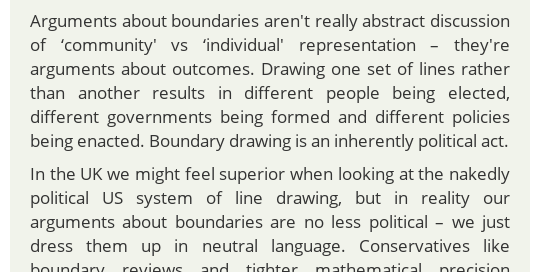 Arguments about boundaries aren't really abstract discussion
of ‘community' vs ‘individual' representation – they're
arguments about outcomes. Drawing one set of lines rather
than another results in different people being elected,
different governments being formed and different policies
being enacted. Boundary drawing is an inherently political act.
In the UK we might feel superior when looking at the nakedly
political US system of line drawing, but in reality our
arguments about boundaries are no less political – we just
dress them up in neutral language. Conservatives like
boundary reviews and tighter mathematical precision